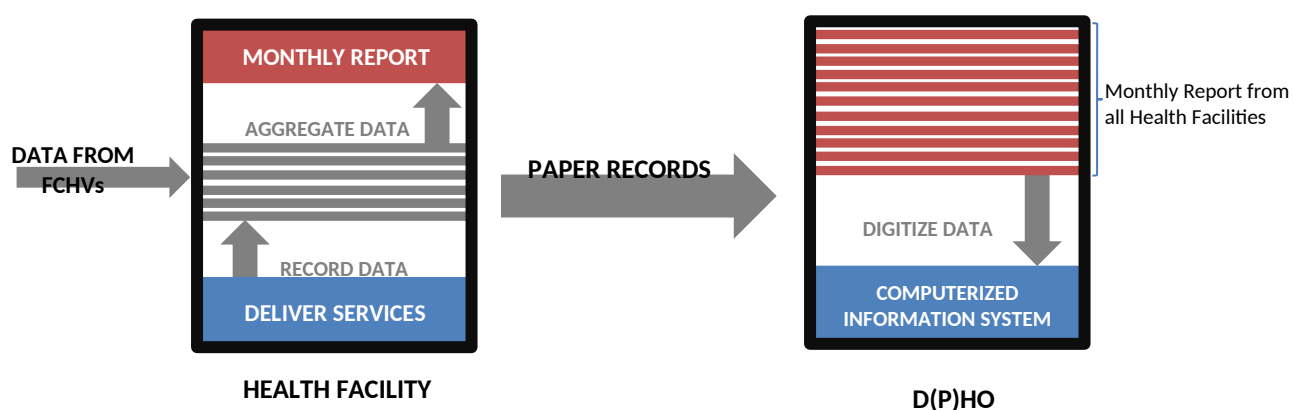 MONTHLY REPORT
AGGREGATE DATA
DATA FROM
FCHVs
RECORD DATA
DELIVER SERVICES
HEALTH FACILITY
PAPER RECORDS
Monthly Report from
all Health Facilities
DIGITIZE DATA
COMPUTERIZED
INFORMATION SYSTEM
D(P)HO